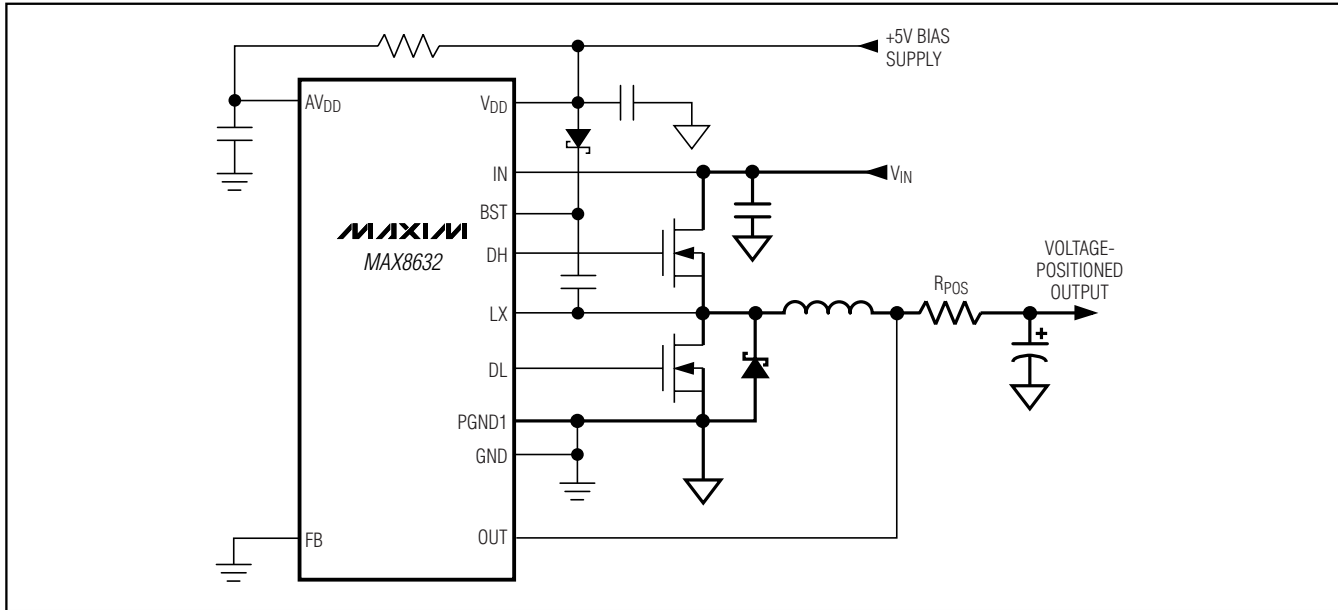 +5V BIAS
SUPPLY
AVDD
VDD
IN
VIN
BST
MAXIM
MAX8632
DH
VOLTAGE-
POSITIONED
OUTPUT
RPOS
LX
+
DL
PGND1
GND
FB
OUT